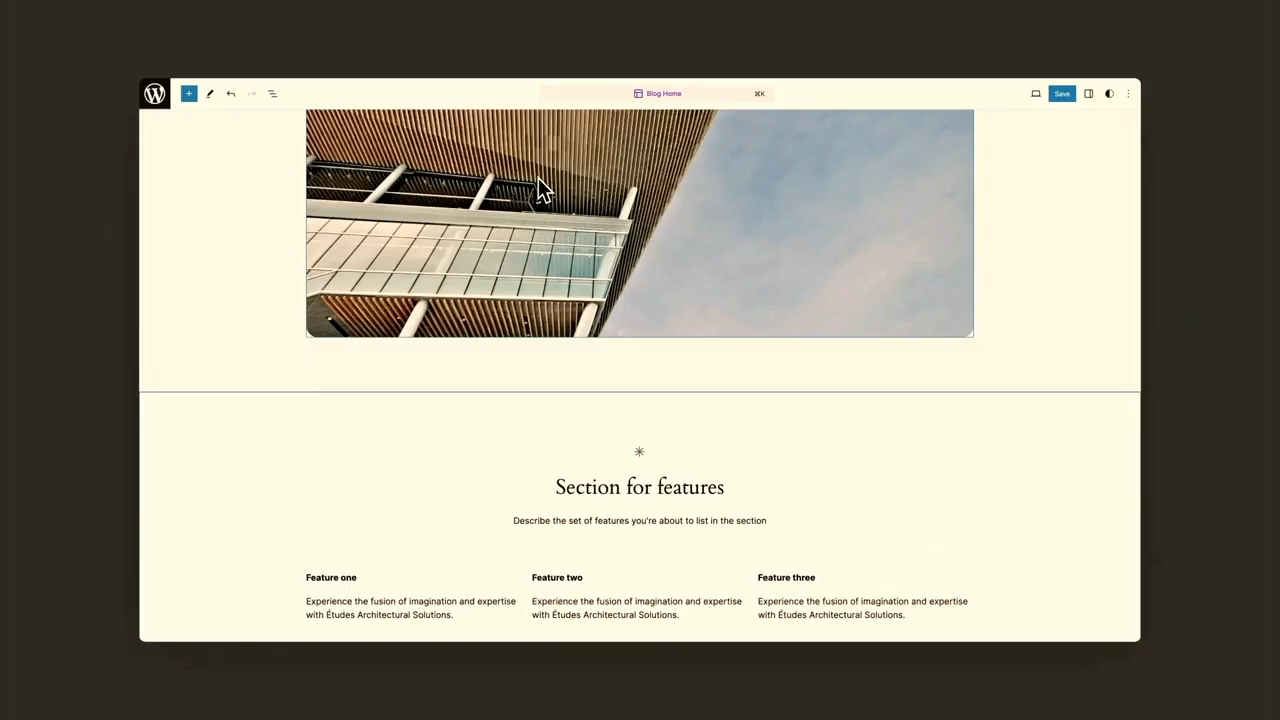 Blog Home
⌘K
Save
Section for features
Describe the set of features you're about to list in the section
Feature one
Feature two
Feature three
Experience the fusion of imagination and expertise
with Études Architectural Solutions.
Experience the fusion of imagination and expertise
with Études Architectural Solutions.
Experience the fusion of imagination and expertise
with Études Architectural Solutions.